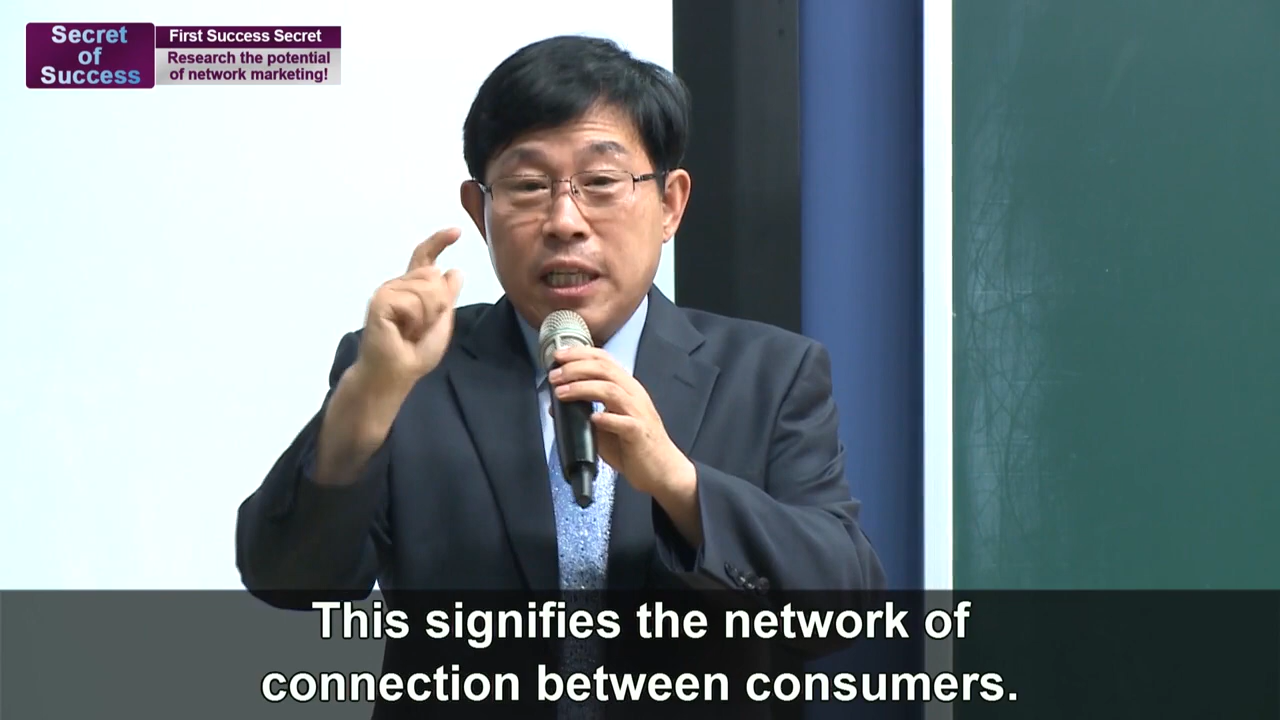 Secret
of
Success
First Success Secret
Research the potential
of network marketing!
This signifies the network of
connection between consumers.